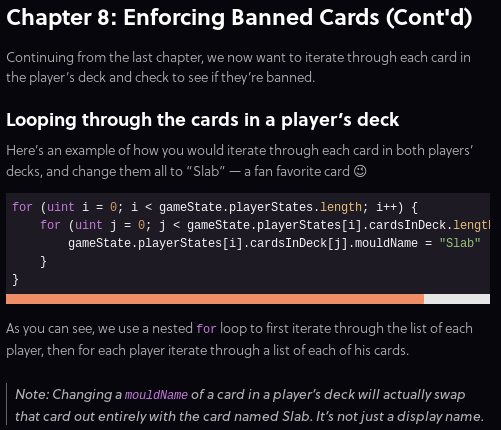 Chapter 8: Enforcing Banned Cards (Cont'd)
Continuing from the last chapter, we now want to iterate through each card in
the player's deck and check to see if they're banned.
Looping through the cards in a player's deck
Here's an example of how you would iterate through each card in both players'
decks, and change them all to "Slab" — a fan favorite card 😉
for (uint i = 0; i < gameState.playerStates.length; i++) {
for (uint j = 0; j < gameState.playerStates[i].cardsInDeck.lengt
gameState.playerStates[i].cardsInDeck[j].mouldName = "Slab"
}
}
As you can see, we use a nested for loop to first iterate through the list of each
player, then for each player iterate through a list of each of his cards.
Note: Changing a mouldName of a card in a player's deck will actually swap
that card out entirely with the card named Slab. It's not just a display name.